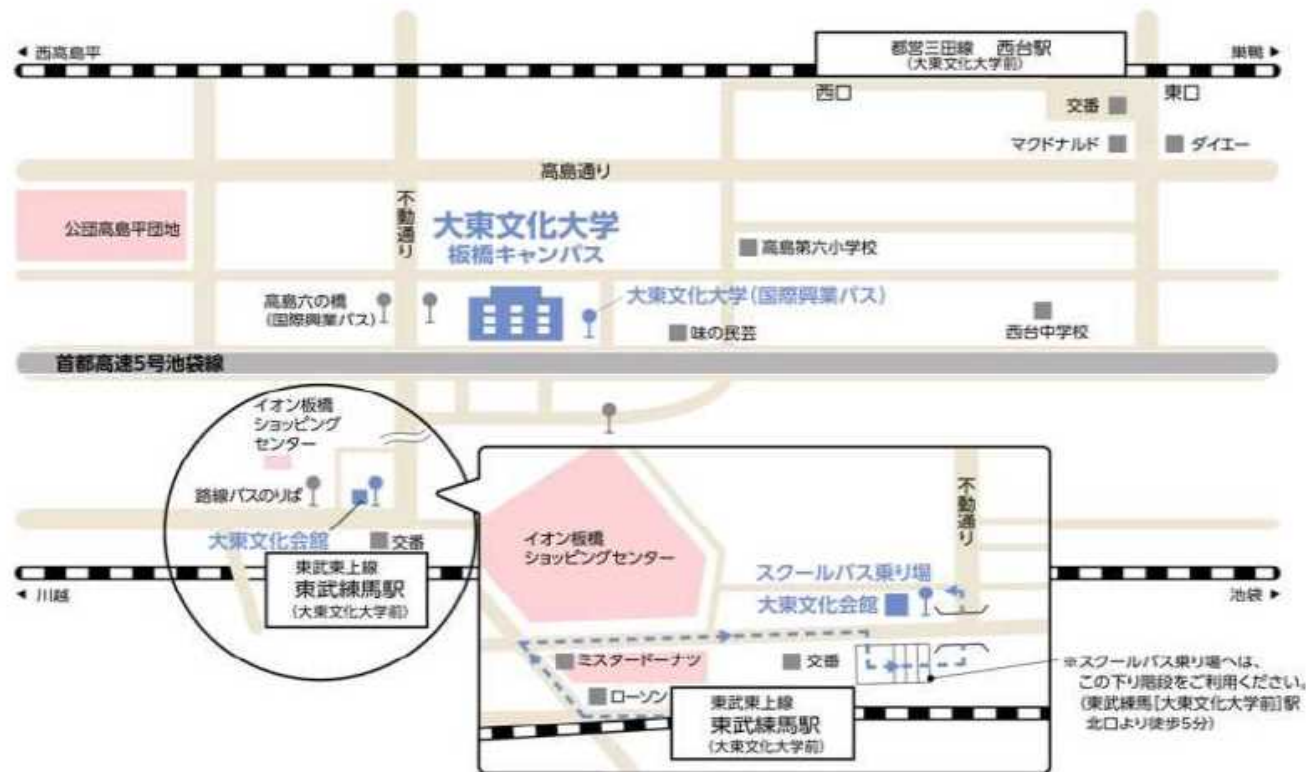 ◀ 西高島平
都営三田線 西台駅
(大東文化大学前)
巣鴨 ▶
西口
東口
交番
マクドナルド
ダイエー
高島通り
公団高島平団地
不動通り
大東文化大学
板橋キャンパス
高島第六小学校
高島六の橋
(国際興業バス)
大東文化大学(国際興業バス)
味の民芸
西台中学校
首都高速5号池袋線
イオン板橋
ショッピング
センター
路線バスのりば
大東文化会館
交番
東武東上線
東武練馬駅
(大東文化大学前)
◀ 川越
イオン板橋
ショッピングセンター
不動通り
スクールバス乗り場
大東文化会館
ミスタードーナツ
交番
ローソン
東武東上線
東武練馬駅
(大東文化大学前)
池袋 ▶
※スクールバス乗り場へは、
この下り階段をご利用ください。
(東武練馬[大東文化大学前]駅
北口より徒歩5分)